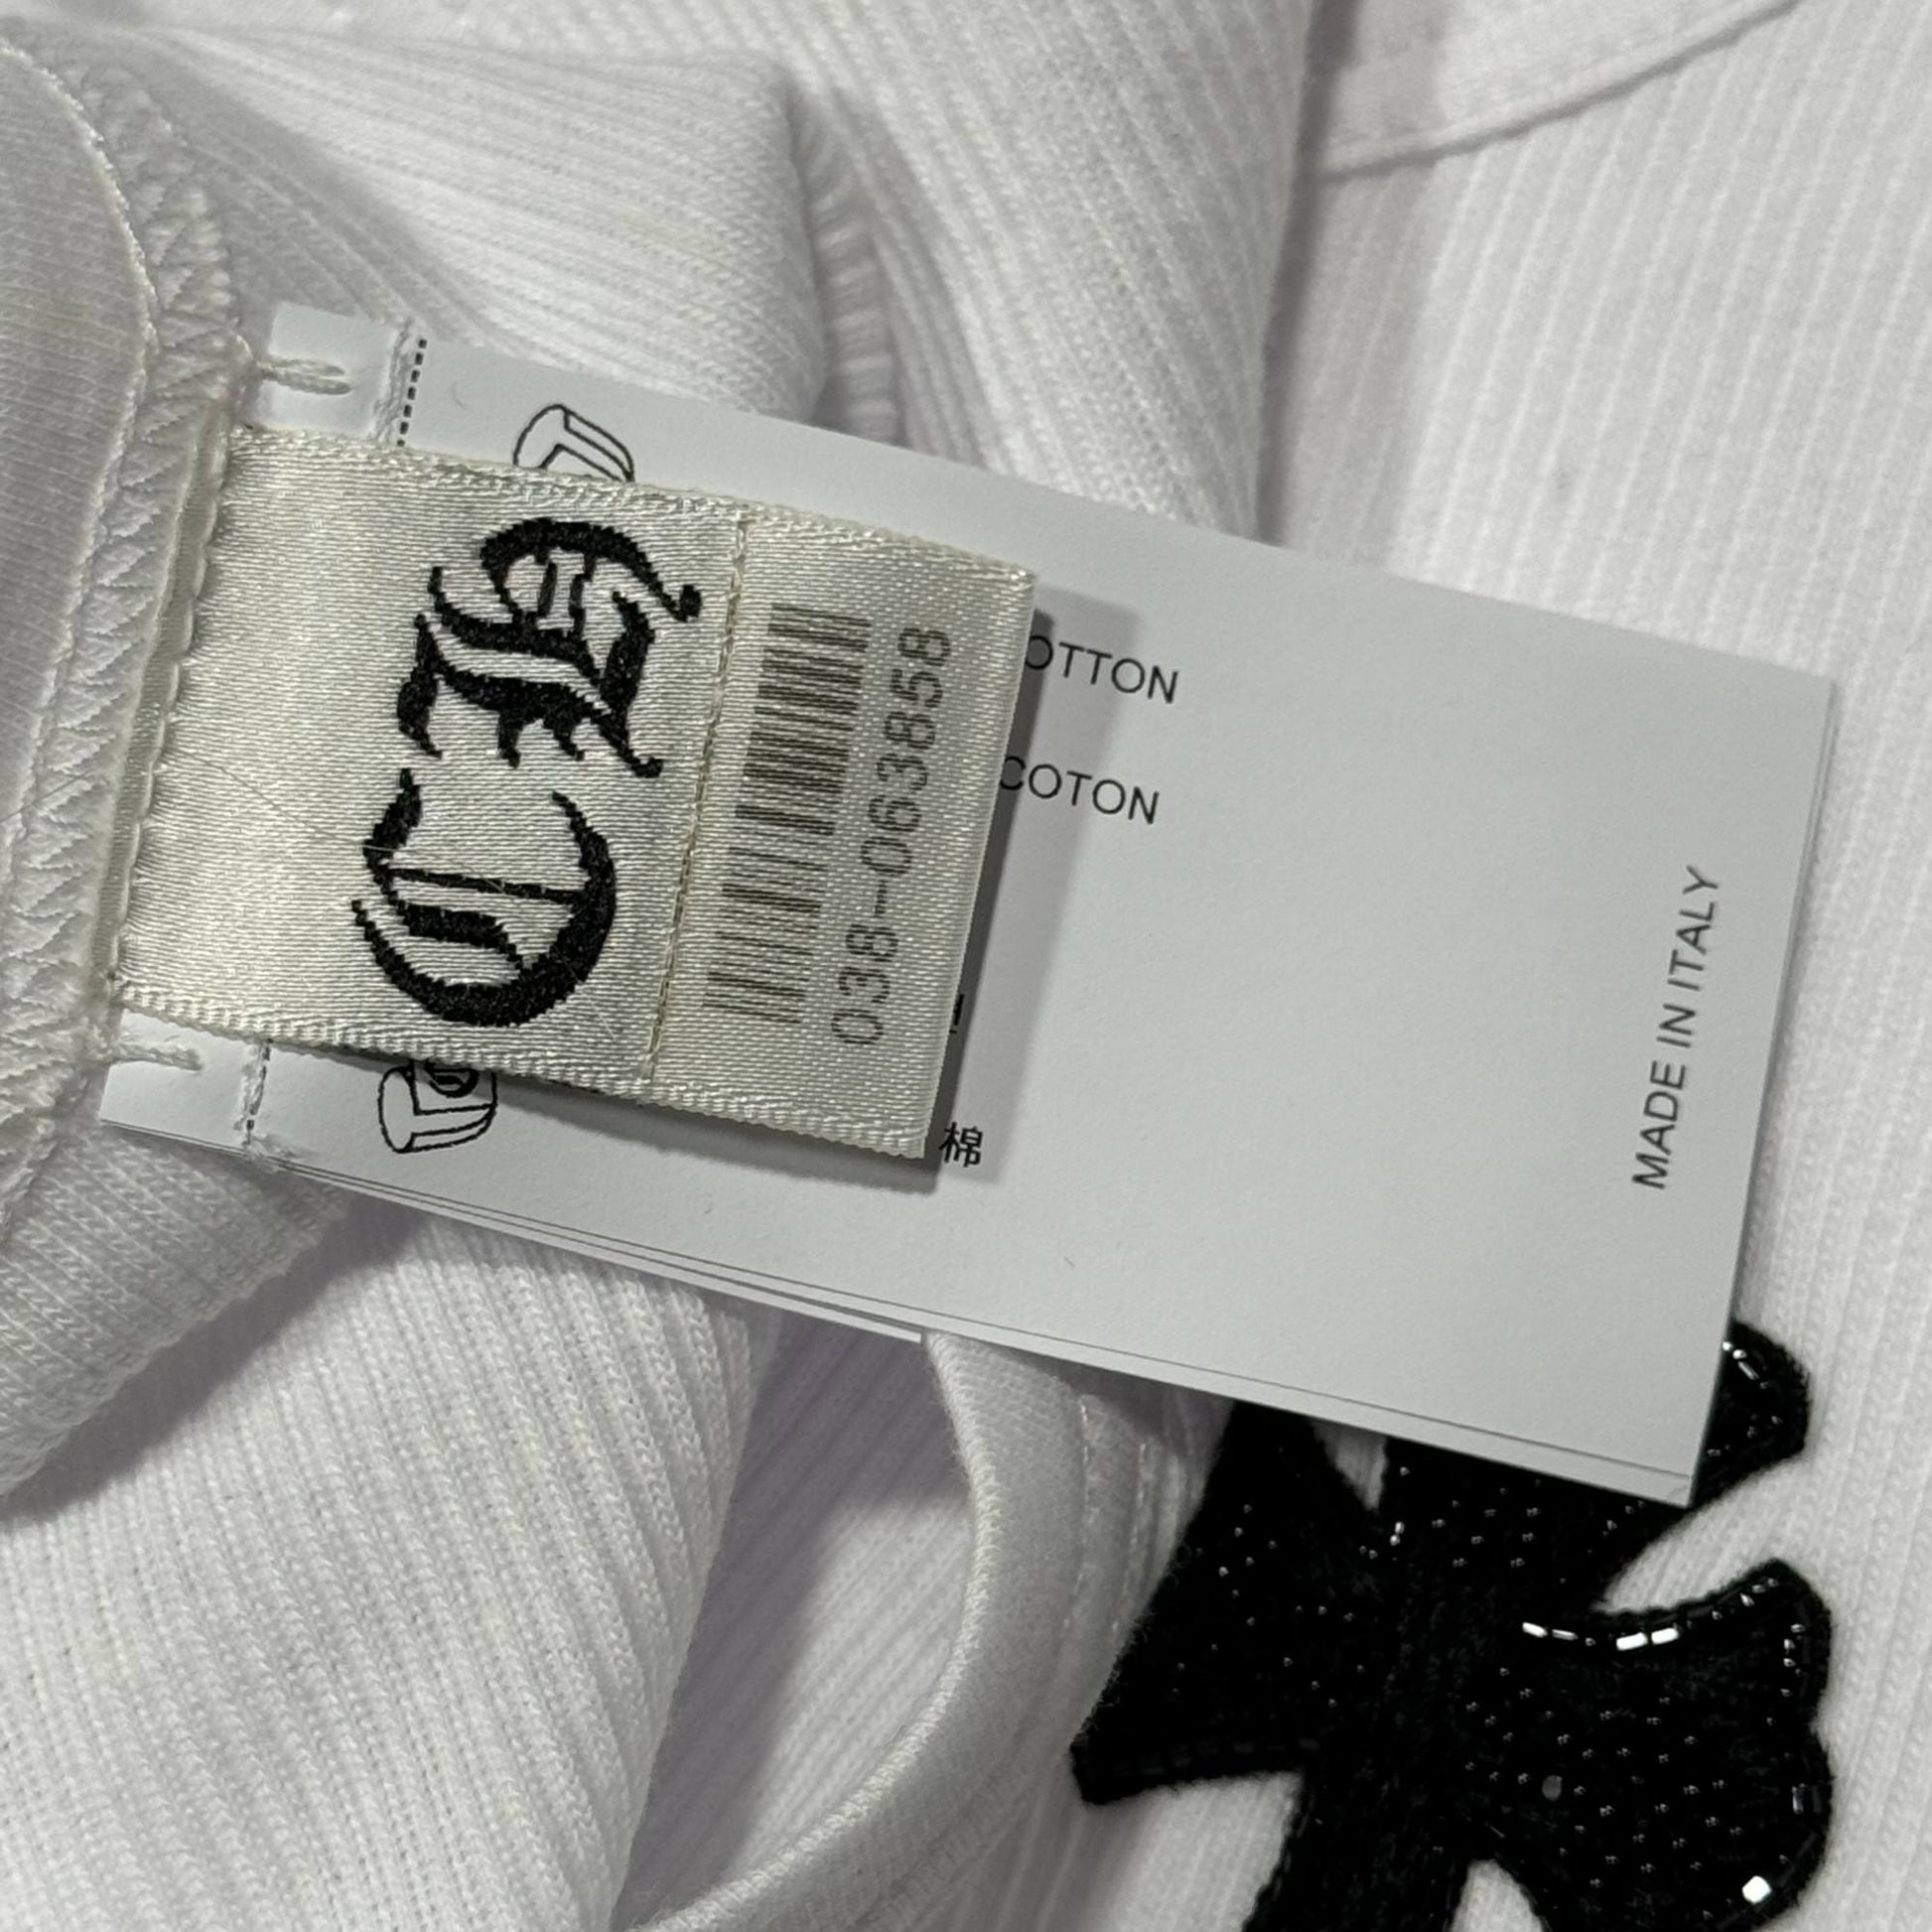 CH
038-063858
OTTON
COTON
棉
MADE IN ITALY